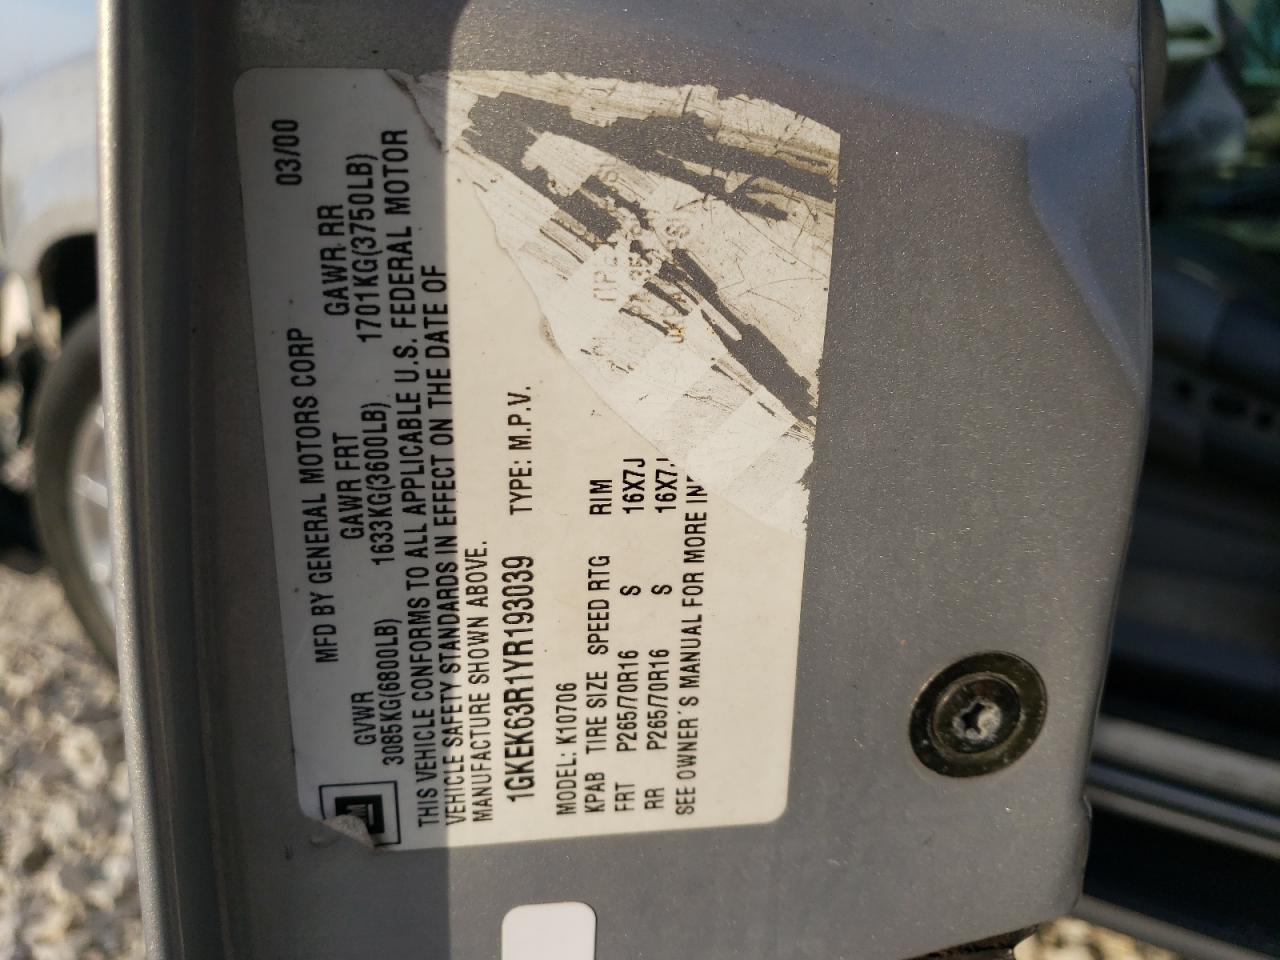 MFD BY GENERAL MOTORS CORP 03/00
GVWR GAWR FRT GAWR RR
3085KG(6800LB) 1633KG(3600LB) 1701KG(3750LB)
THIS VEHICLE CONFORMS TO ALL APPLICABLE U.S. FEDERAL MOTOR
VEHICLE SAFETY STANDARDS IN EFFECT ON THE DATE OF
MANUFACTURE SHOWN ABOVE.
1GKEK63R1YR193039 TYPE: M.P.V.
MODEL: K10706
KPAB TIRE SIZE SPEED RTG RIM
FRT P265/70R16 S 16X7J
RR P265/70R16 S 16X7J
SEE OWNER'S MANUAL FOR MORE